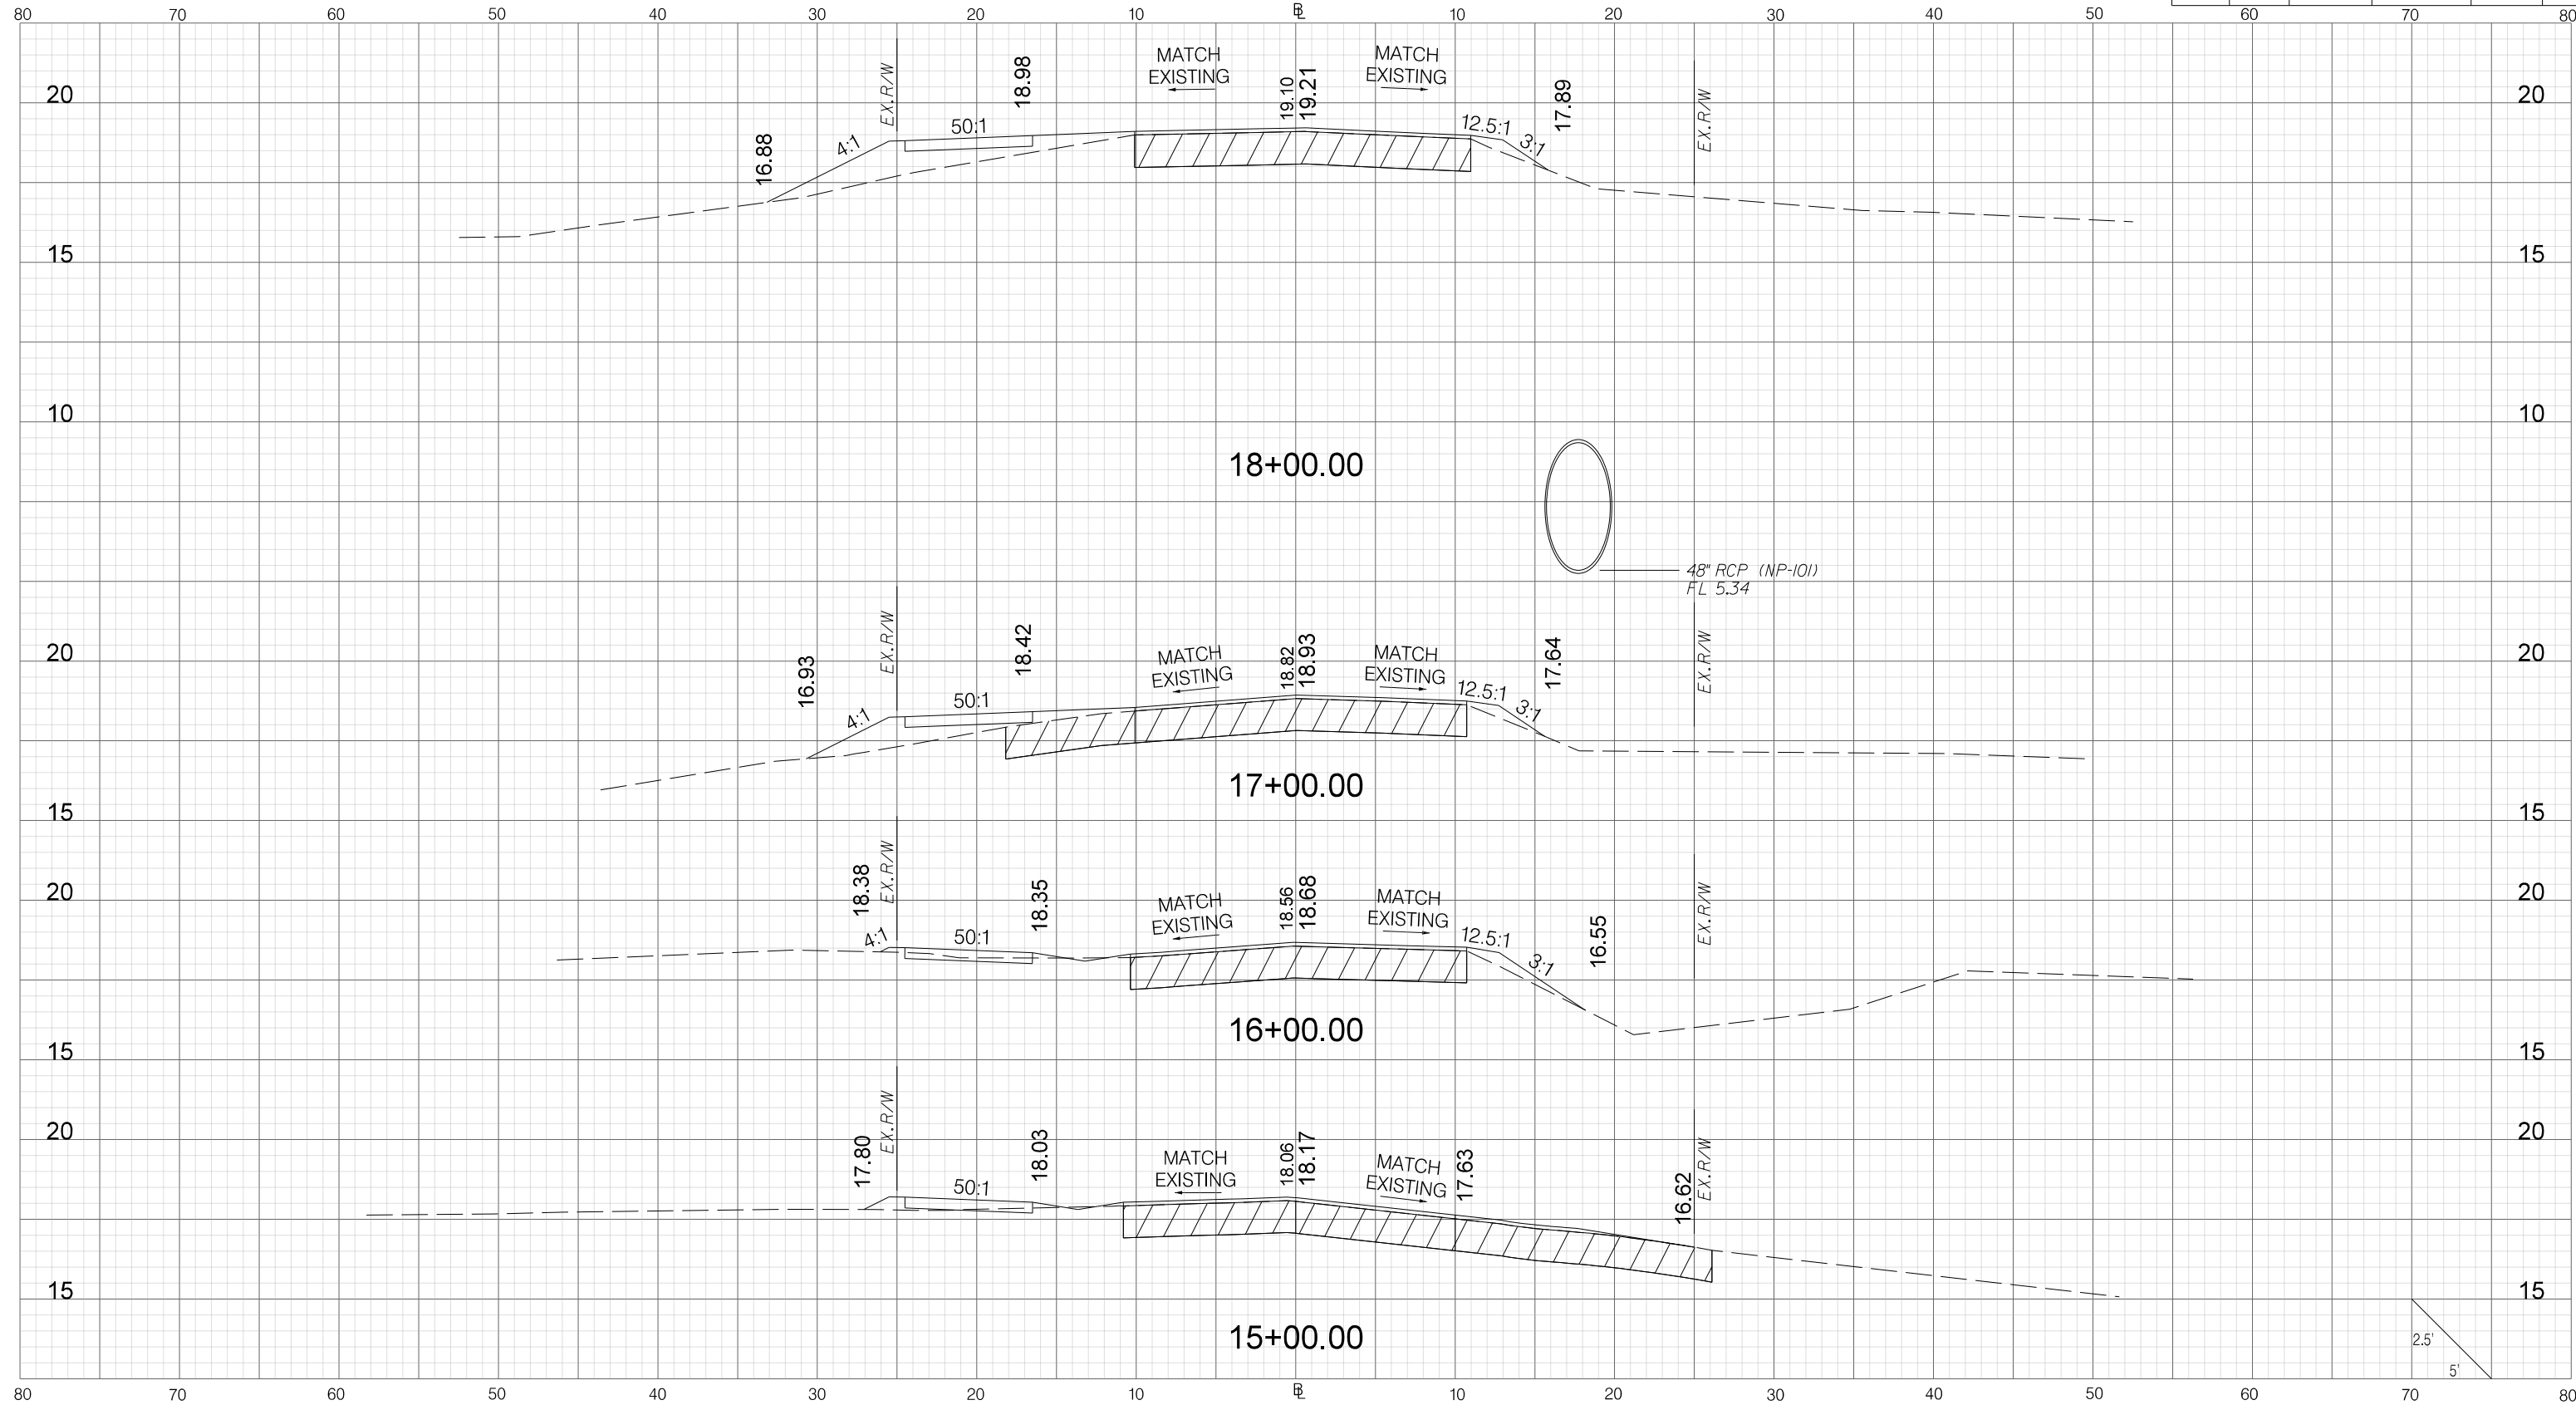 80 70 60 50 40 30 20 10 ℄ 10 20 30 40 50 60 70 80
MATCH
EXISTING
MATCH
EXISTING
EX.R/W
18.98
19.10
19.21
17.89
EX.R/W
20
20
16.88
4:1
50:1
12.5:1
3:1
15
15
10
10
18+00.00
48" RCP (NP-101)
FL 5.34
EX.R/W
18.42
MATCH
EXISTING
18.82
18.93
MATCH
EXISTING
17.64
EX.R/W
20
20
16.93
4:1
50:1
12.5:1
3:1
17+00.00
15
15
18.38
EX.R/W
18.35
MATCH
EXISTING
18.56
18.68
MATCH
EXISTING
16.55
EX.R/W
20
20
4:1
50:1
12.5:1
3:1
16+00.00
15
15
17.80
EX.R/W
18.03
MATCH
EXISTING
18.06
18.17
MATCH
EXISTING
17.63
16.62
EX.R/W
20
20
50:1
15
15
15+00.00
2.5'
5'
80 70 60 50 40 30 20 10 ℄ 10 20 30 40 50 60 70 80